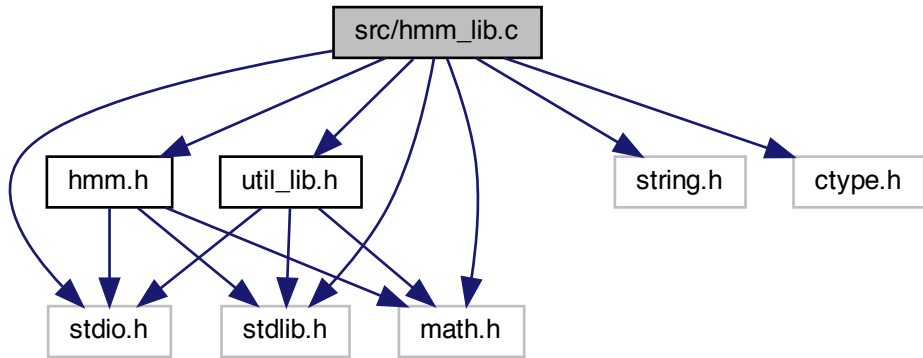 src/hmm_lib.c
hmm.h
util_lib.h
string.h
ctype.h
stdio.h
stdlib.h
math.h